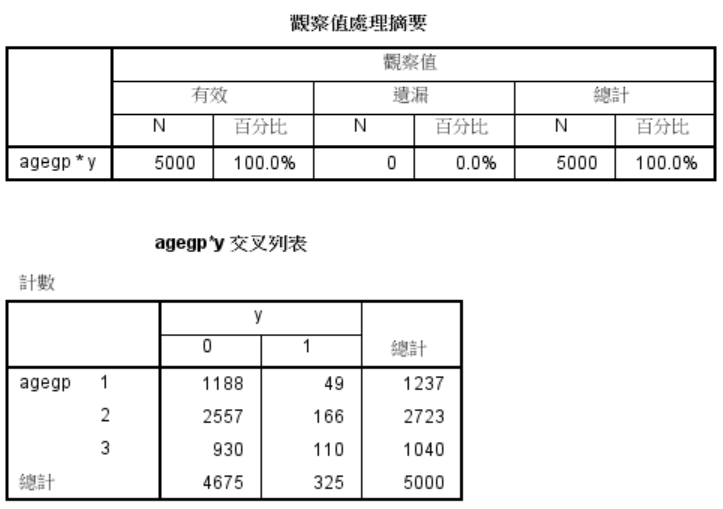 觀察值處理摘要
觀察值
有效 遺漏 總計
N 百分比 N 百分比 N 百分比
agegp * y 5000 100.0% 0 0.0% 5000 100.0%
agegp*y 交叉列表
計數
y
0 1 總計
agegp 1 1188 49 1237
2 2557 166 2723
3 930 110 1040
總計 4675 325 5000